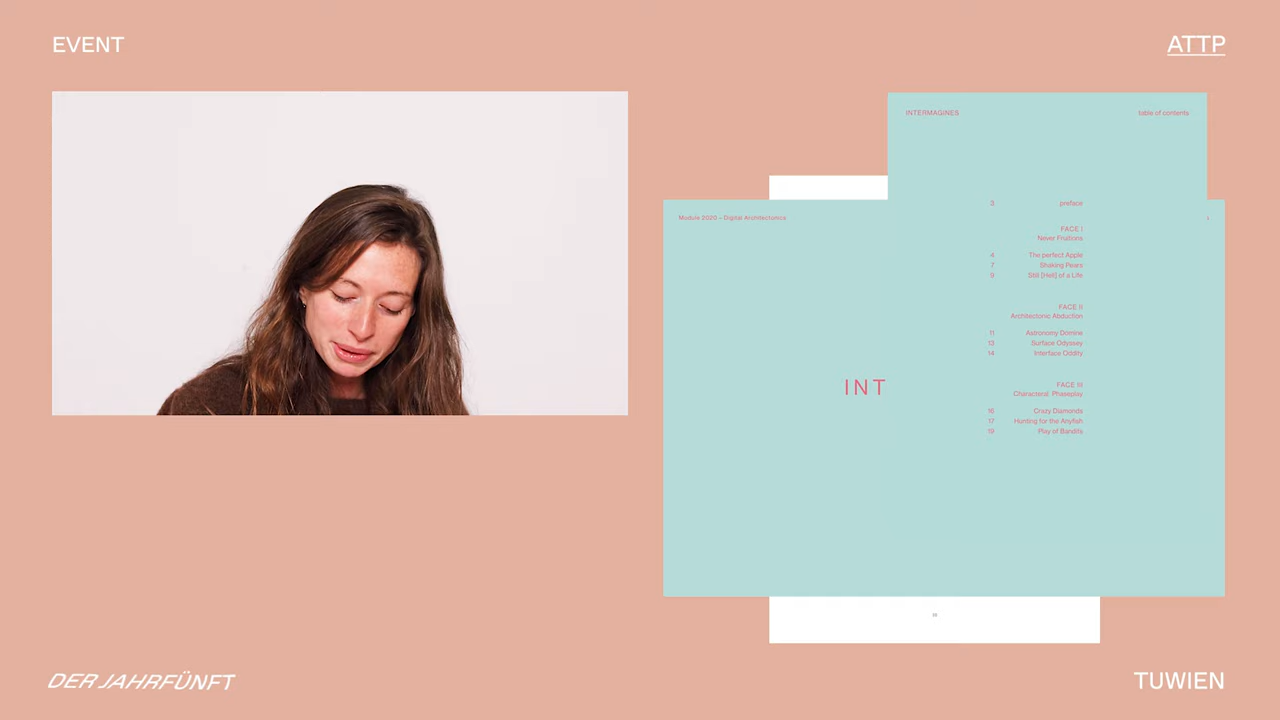 EVENT
ATTP
INTERMAGINES
table of contents
3 preface
Module 2020 – Digital Architectonics
FACE I
Never Fruitions
4 The perfect Apple
7 Shaking Pears
9 Still [Hell] of a Life
FACE II
Architectonic Abduction
11 Astronomy Domine
13 Surface Odyssey
14 Interface Oddity
INT
FACE III
Characteral Phaseplay
16 Crazy Diamonds
17 Hunting for the Anyfish
19 Play of Bandits
DER JAHRFÜNFT
TUWIEN